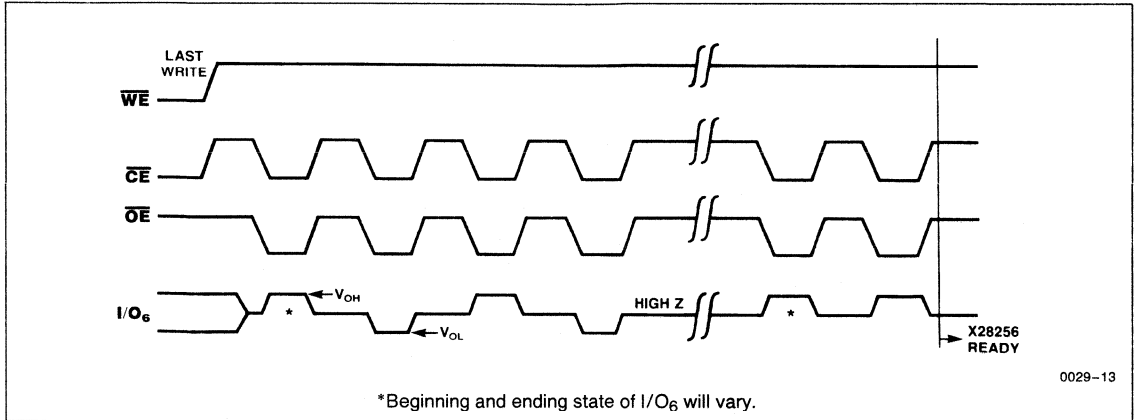 LAST
WRITE
WE
CE
OE
I/O6
VOH
*
VOL
HIGH Z
*
X28256
READY
0029–13
*Beginning and ending state of I/O6 will vary.